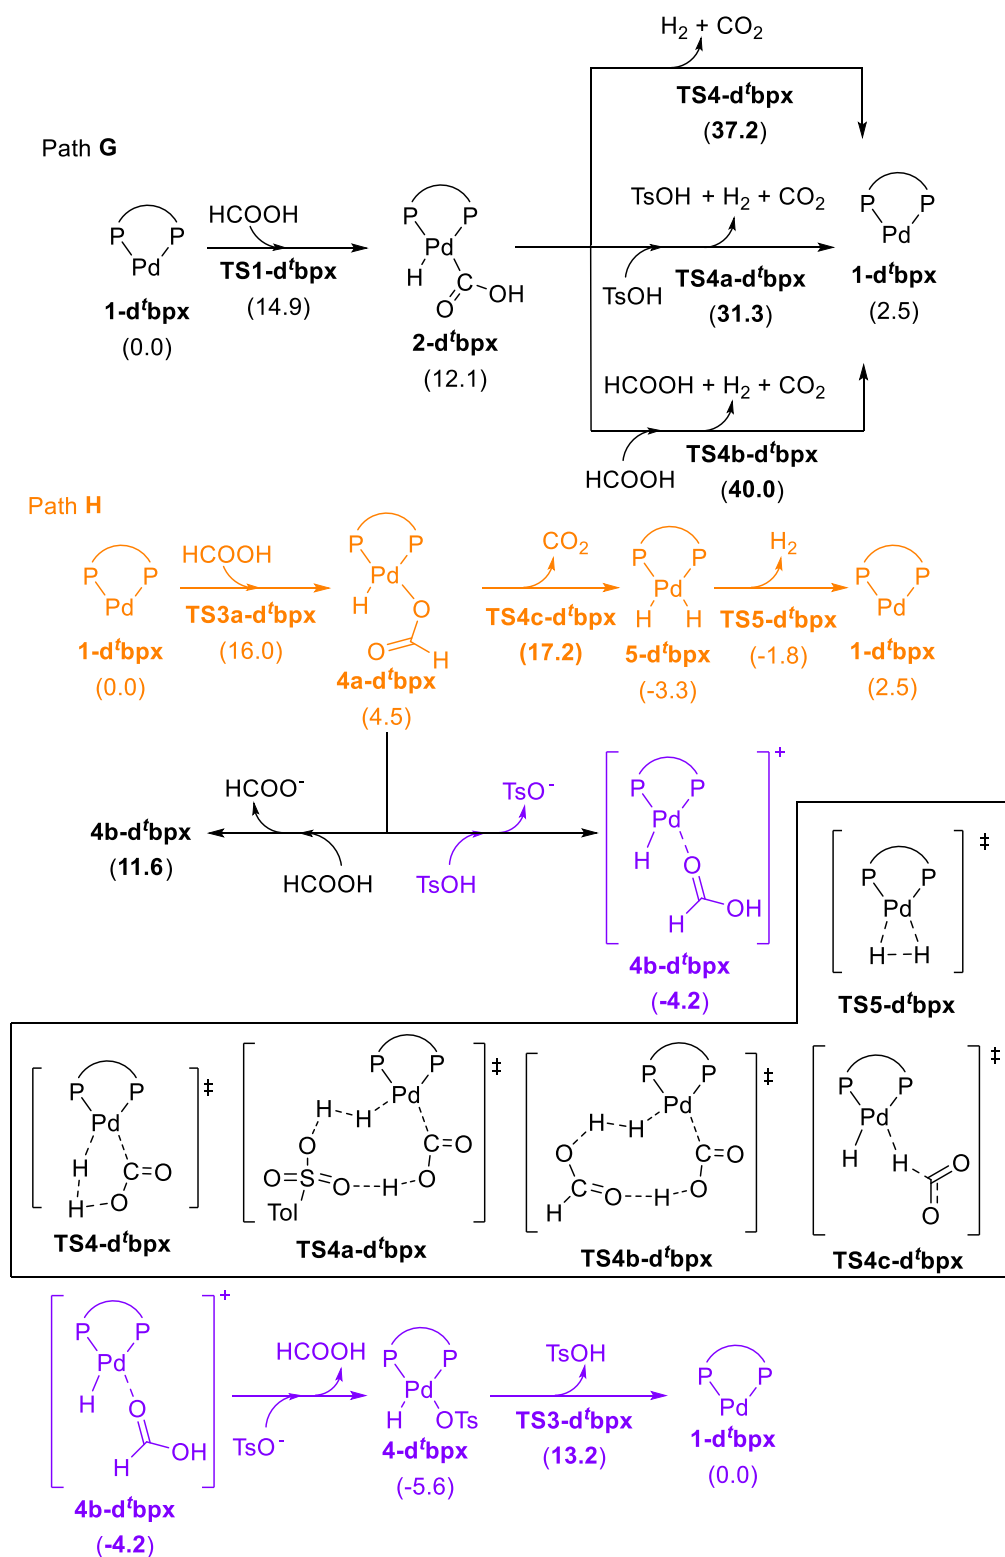 H2 + CO2
TS4-dtbpx
(37.2)
Path G
HCOOH
TS1-dtbpx
(14.9)
P P
Pd
1-dtbpx
(0.0)
P P
Pd
H
C
O
OH
2-dtbpx
(12.1)
TsOH + H2 + CO2
TsOH
TS4a-dtbpx
(31.3)
P P
Pd
1-dtbpx
(2.5)
HCOOH + H2 + CO2
HCOOH
TS4b-dtbpx
(40.0)
Path H
P P
Pd
1-dtbpx
(0.0)
HCOOH
TS3a-dtbpx
(16.0)
P P
Pd
H
O
O
H
4a-dtbpx
(4.5)
CO2
TS4c-dtbpx
(17.2)
P P
Pd
H H
5-dtbpx
(-3.3)
H2
TS5-dtbpx
(-1.8)
P P
Pd
1-dtbpx
(2.5)
4b-dtbpx
(11.6)
HCOO-
HCOOH
TsOH
TsO-
+
P P
Pd
H
O
H
OH
4b-dtbpx
(-4.2)
‡
P P
Pd
H--H
TS5-dtbpx
‡
P P
Pd
H
C=O
H
O
TS4-dtbpx
‡
P P
Pd
H
H
O
C=O
O=S=O
H
O
Tol
TS4a-dtbpx
‡
P P
Pd
H
H
O
C=O
C=O
H
O
H
TS4b-dtbpx
‡
P P
Pd
H
H
C
O
O
TS4c-dtbpx
+
P P
Pd
H
O
H
OH
4b-dtbpx
(-4.2)
HCOOH
TsO-
P P
Pd
H
OTs
4-dtbpx
(-5.6)
TsOH
TS3-dtbpx
(13.2)
P P
Pd
1-dtbpx
(0.0)